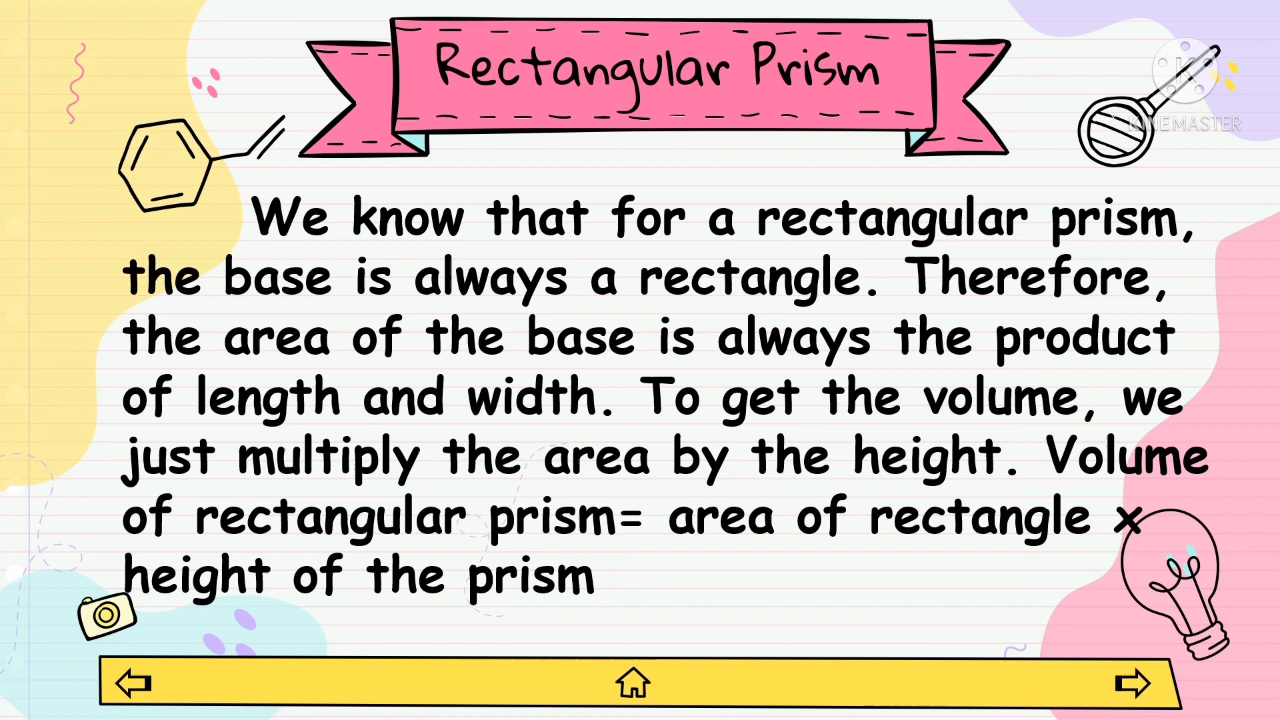 Rectangular Prism
KINEMASTER
We know that for a rectangular prism,
the base is always a rectangle. Therefore,
the area of the base is always the product
of length and width. To get the volume, we
just multiply the area by the height. Volume
of rectangular prism= area of rectangle x
height of the prism